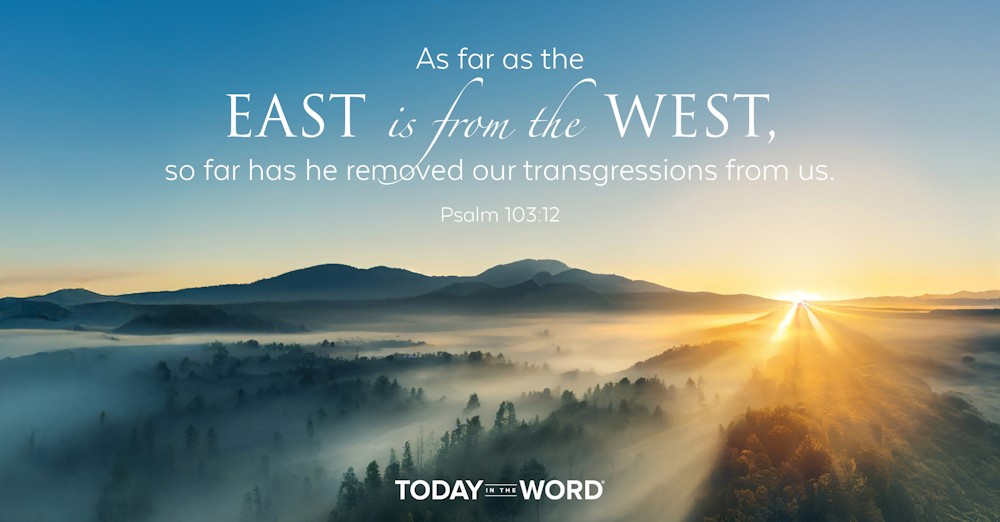 As far as the
EAST is from the WEST,
so far has he removed our transgressions from us.
Psalm 103:12
TODAY IN THE WORD®